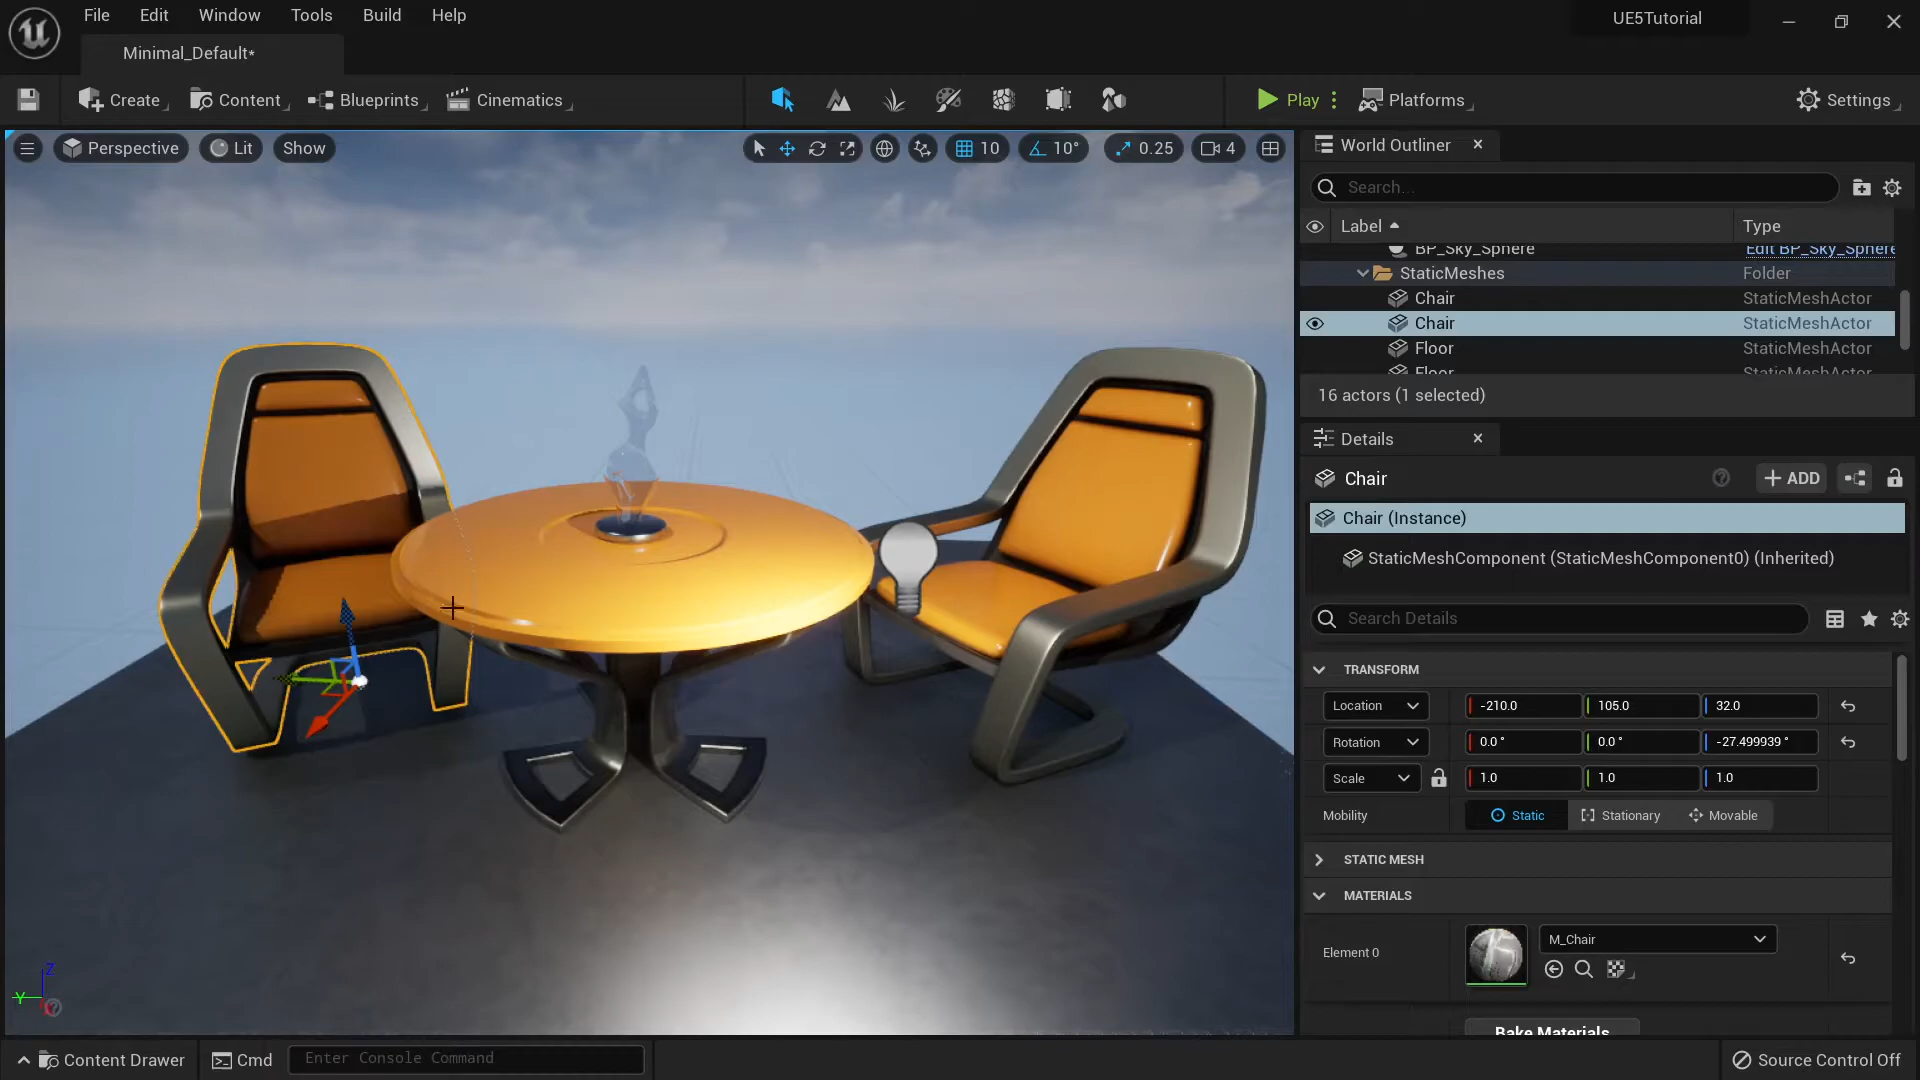 File Edit Window Tools Build Help
UE5Tutorial
Minimal_Default*
Create Content Blueprints Cinematics Play Platforms Settings
Perspective Lit Show 10 10° 0.25 4
World Outliner
Search...
Label Type
BP_Sky_Sphere Edit BP_Sky_Sphere
StaticMeshes Folder
Chair StaticMeshActor
Chair StaticMeshActor
Floor StaticMeshActor
Floor StaticMeshActor
16 actors (1 selected)
Details
Chair ADD
Chair (Instance)
StaticMeshComponent (StaticMeshComponent0) (Inherited)
Search Details
TRANSFORM
Location -210.0 105.0 32.0
Rotation 0.0° 0.0° -27.499939°
Scale 1.0 1.0 1.0
Mobility Static Stationary Movable
STATIC MESH
MATERIALS
Element 0 M_Chair
Bake Materials
Z
Y
Content Drawer Cmd Enter Console Command Source Control Off